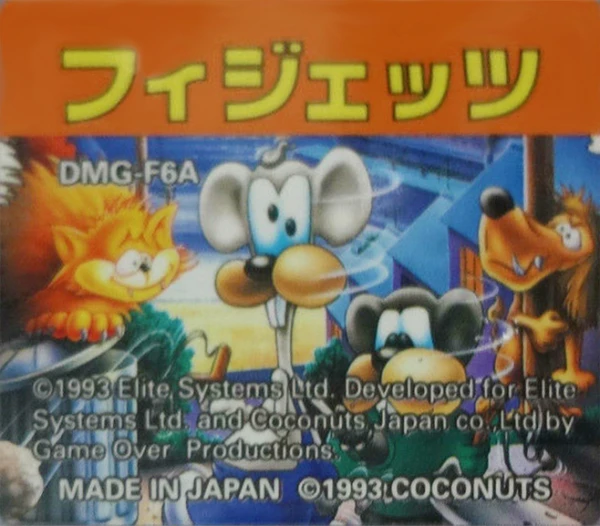 フィジェッツ
DMG-F6A
©1993 Elite Systems Ltd. Developed for Elite
Systems Ltd. and Coconuts Japan co.,Ltd by
Game Over Productions.
MADE IN JAPAN ©1993 COCONUTS